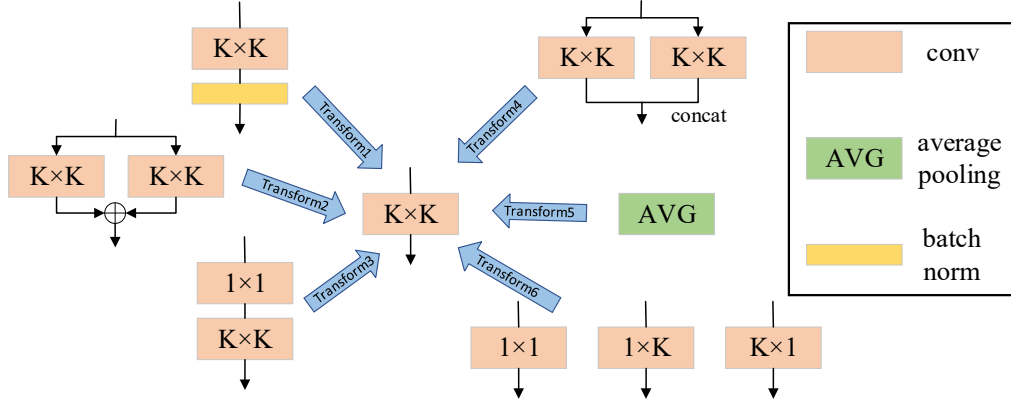 K×K
Transform1
K×K K×K
Transform2
1×1
K×K
Transform3
K×K K×K
concat
Transform4
K×K
Transform5
AVG
Transform6
1×1 1×K K×1
conv
AVG
average
pooling
batch
norm